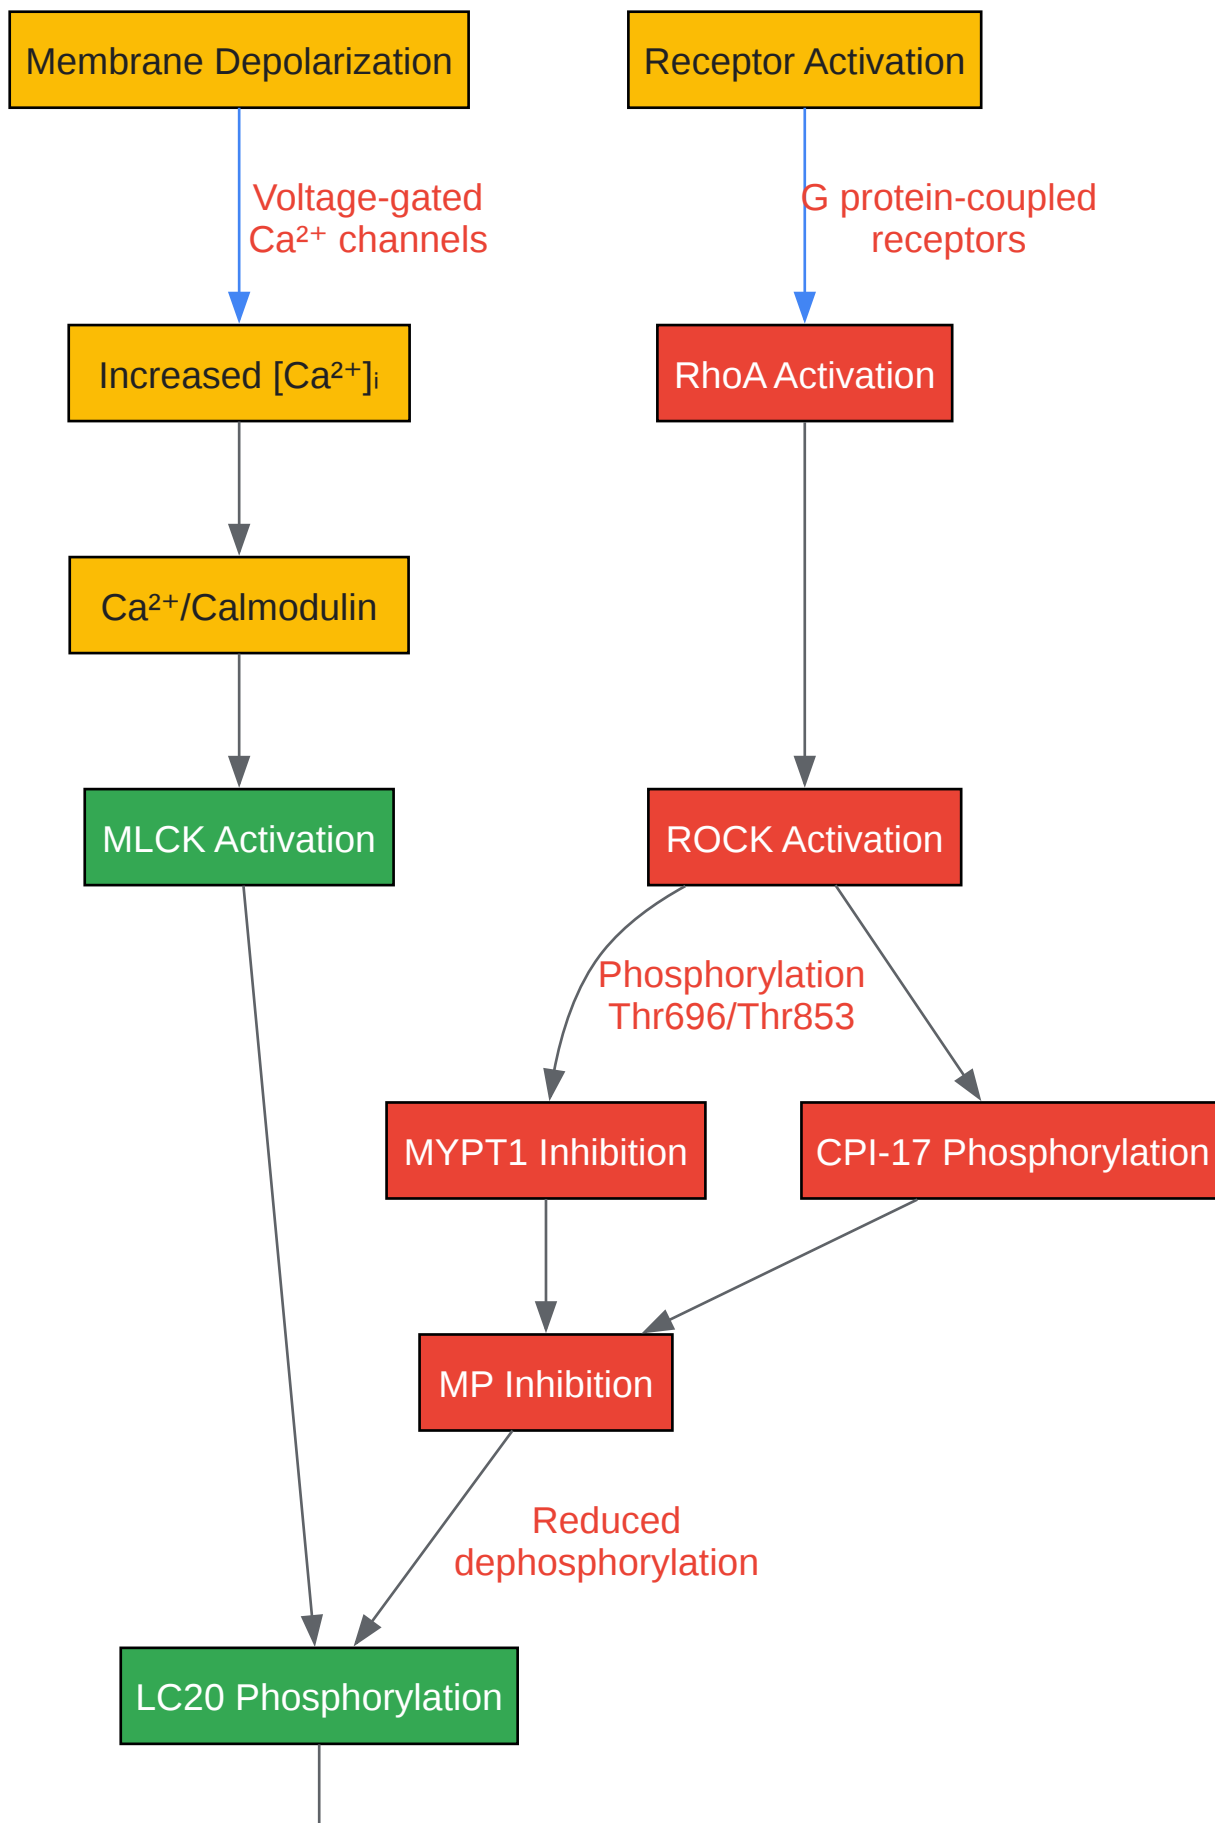 Membrane Depolarization
Receptor Activation
Voltage-gated
Ca²⁺ channels
G protein-coupled
receptors
Increased [Ca²⁺]ᵢ
RhoA Activation
Ca²⁺/Calmodulin
MLCK Activation
ROCK Activation
Phosphorylation
Thr696/Thr853
MYPT1 Inhibition
CPI-17 Phosphorylation
MP Inhibition
Reduced
dephosphorylation
LC20 Phosphorylation